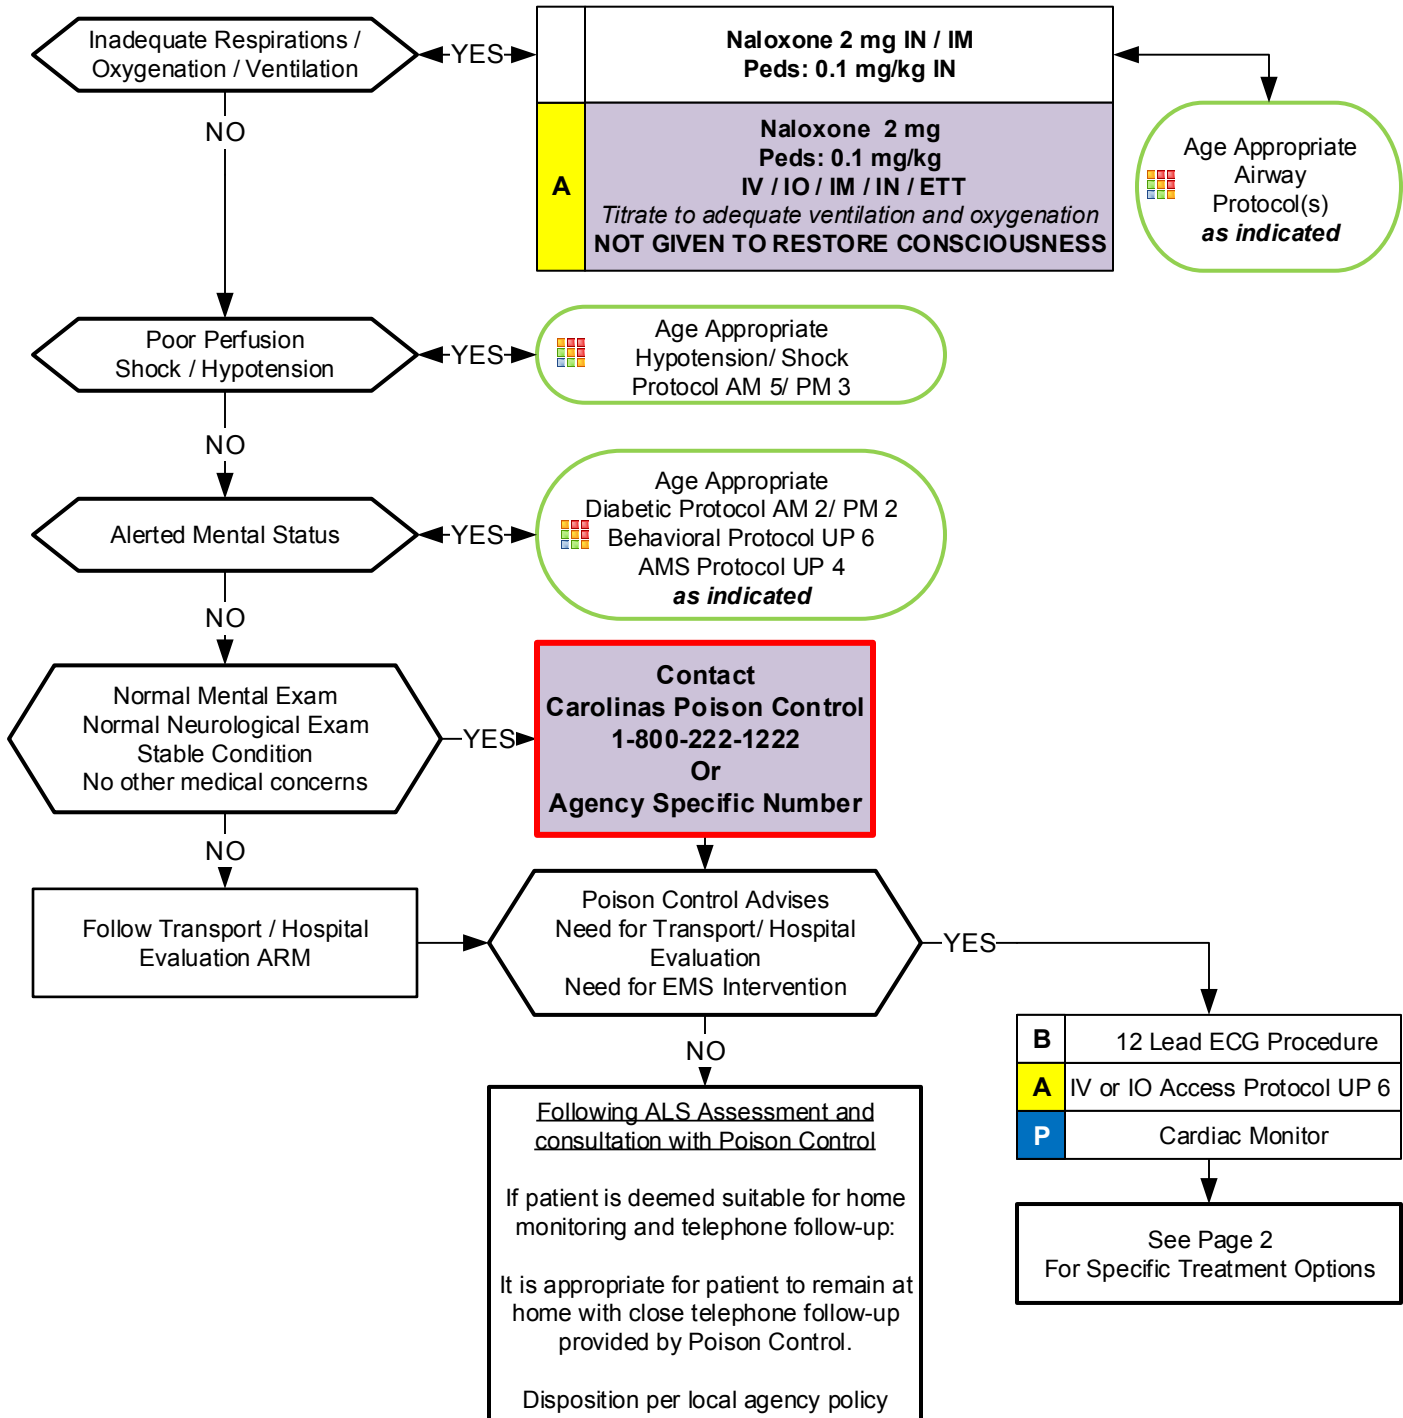 Inadequate Respirations /
Oxygenation / Ventilation
YES
Naloxone 2 mg IN / IM
Peds: 0.1 mg/kg IN
A
Naloxone  2 mg
Peds: 0.1 mg/kg
IV / IO / IM / IN / ETT
Titrate to adequate ventilation and oxygenation
NOT GIVEN TO RESTORE CONSCIOUSNESS
Age Appropriate
Airway
Protocol(s)
as indicated
NO
Poor Perfusion
Shock / Hypotension
YES
Age Appropriate
Hypotension/ Shock
Protocol AM 5/ PM 3
NO
Alerted Mental Status
YES
Age Appropriate
Diabetic Protocol AM 2/ PM 2
Behavioral Protocol UP 6
AMS Protocol UP 4
as indicated
NO
Normal Mental Exam
Normal Neurological Exam
Stable Condition
No other medical concerns
YES
Contact
Carolinas Poison Control
1-800-222-1222
Or
Agency Specific Number
NO
Follow Transport / Hospital
Evaluation ARM
Poison Control Advises
Need for Transport/ Hospital
Evaluation
Need for EMS Intervention
YES
B
12 Lead ECG Procedure
A
IV or IO Access Protocol UP 6
P
Cardiac Monitor
See Page 2
For Specific Treatment Options
NO
Following ALS Assessment and
consultation with Poison Control
If patient is deemed suitable for home
monitoring and telephone follow-up:
It is appropriate for patient to remain at
home with close telephone follow-up
provided by Poison Control.
Disposition per local agency policy